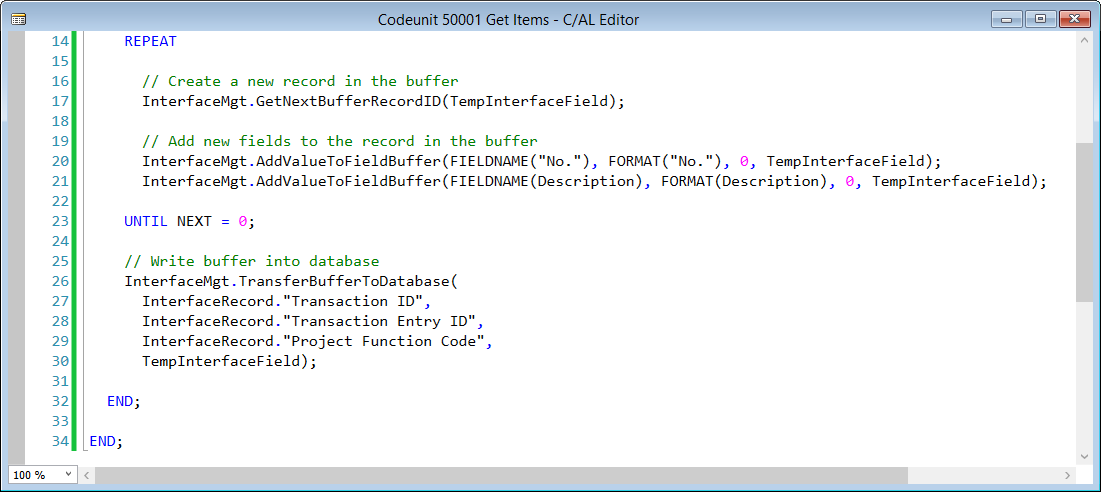 Codeunit 50001 Get Items - C/AL Editor
14 REPEAT
15
16 // Create a new record in the buffer
17 InterfaceMgt.GetNextBufferRecordID(TempInterfaceField);
18
19 // Add new fields to the record in the buffer
20 InterfaceMgt.AddValueToFieldBuffer(FIELDNAME("No."), FORMAT("No."), 0, TempInterfaceField);
21 InterfaceMgt.AddValueToFieldBuffer(FIELDNAME(Description), FORMAT(Description), 0, TempInterfaceField);
22
23 UNTIL NEXT = 0;
24
25 // Write buffer into database
26 InterfaceMgt.TransferBufferToDatabase(
27 InterfaceRecord."Transaction ID",
28 InterfaceRecord."Transaction Entry ID",
29 InterfaceRecord."Project Function Code",
30 TempInterfaceField);
31
32 END;
33
34 END;
100 %